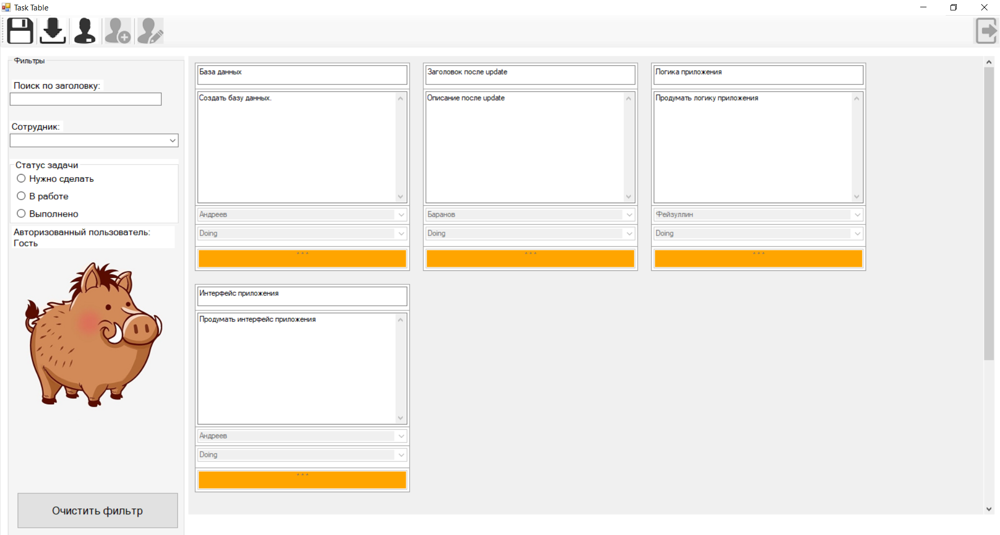 Task Table
Фильтры
Поиск по заголовку:
Сотрудник:
Статус задачи
Нужно сделать
В работе
Выполнено
Авторизованный пользователь:
Гость
Очистить фильтр
База данных
Создать базу данных.
Андреев
Doing
...
Заголовок после update
Описание после update
Баранов
Doing
...
Логика приложения
Продумать логику приложения
Фейзуллин
Doing
...
Интерфейс приложения
Продумать интерфейс приложения
Андреев
Doing
...